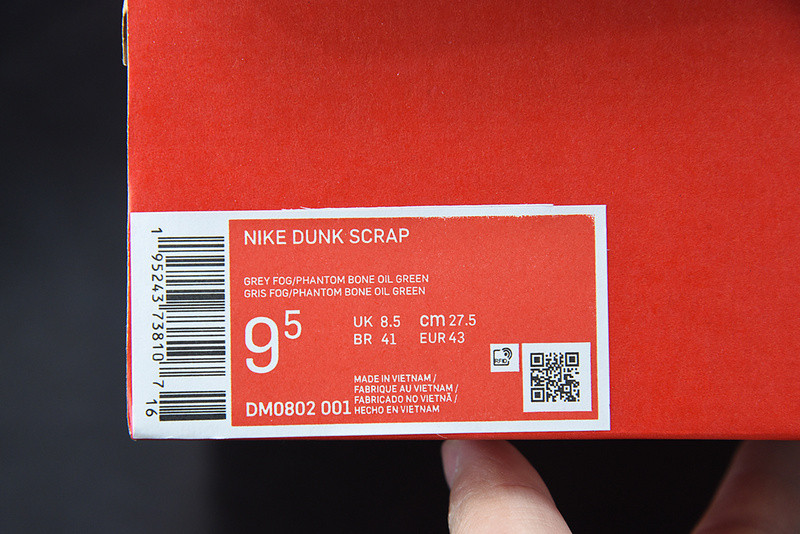 NIKE DUNK SCRAP
GREY FOG/PHANTOM BONE OIL GREEN
GRIS FOG/PHANTOM BONE OIL GREEN
9⁵
UK 8.5 cm 27.5
BR 41 EUR 43
MADE IN VIETNAM /
FABRIQUE AU VIETNAM /
FABRICADO NO VIETNÃ /
HECHO EN VIETNAM
DM0802 001
RFID
1 95243 73810 7 16